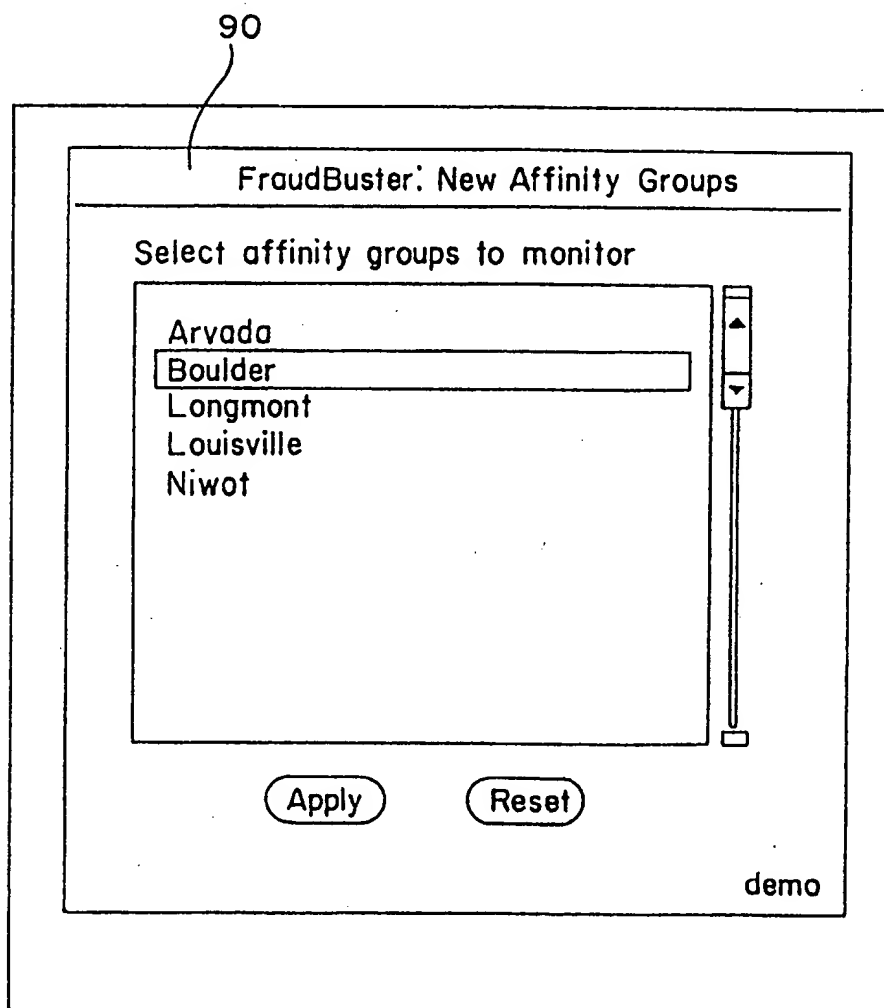 90
FraudBuster: New Affinity Groups
Select affinity groups to monitor
Arvada
Boulder
Longmont
Louisville
Niwot
Apply
Reset
demo